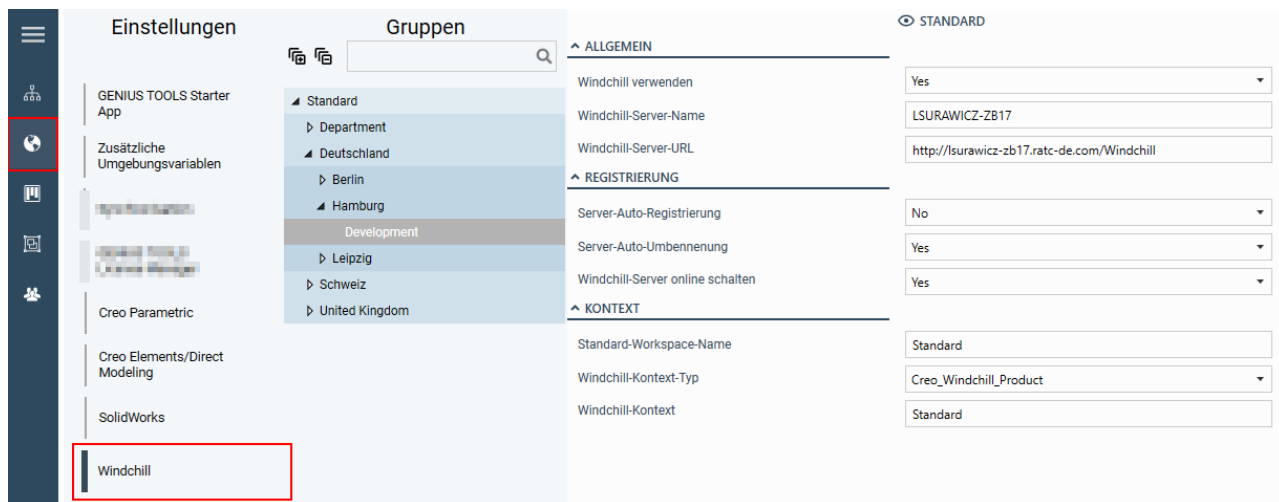 Einstellungen
GENIUS TOOLS Starter
App
Zusätzliche
Umgebungsvariablen
Creo Parametric
Creo Elements/Direct
Modeling
SolidWorks
Windchill
Gruppen
Standard
Department
Deutschland
Berlin
Hamburg
Development
Leipzig
Schweiz
United Kingdom
STANDARD
ALLGEMEIN
Windchill verwenden Yes
Windchill-Server-Name LSURAWICZ-ZB17
Windchill-Server-URL http://lsurawicz-zb17.ratc-de.com/Windchill
REGISTRIERUNG
Server-Auto-Registrierung No
Server-Auto-Umbennenung Yes
Windchill-Server online schalten Yes
KONTEXT
Standard-Workspace-Name Standard
Windchill-Kontext-Typ Creo_Windchill_Product
Windchill-Kontext Standard